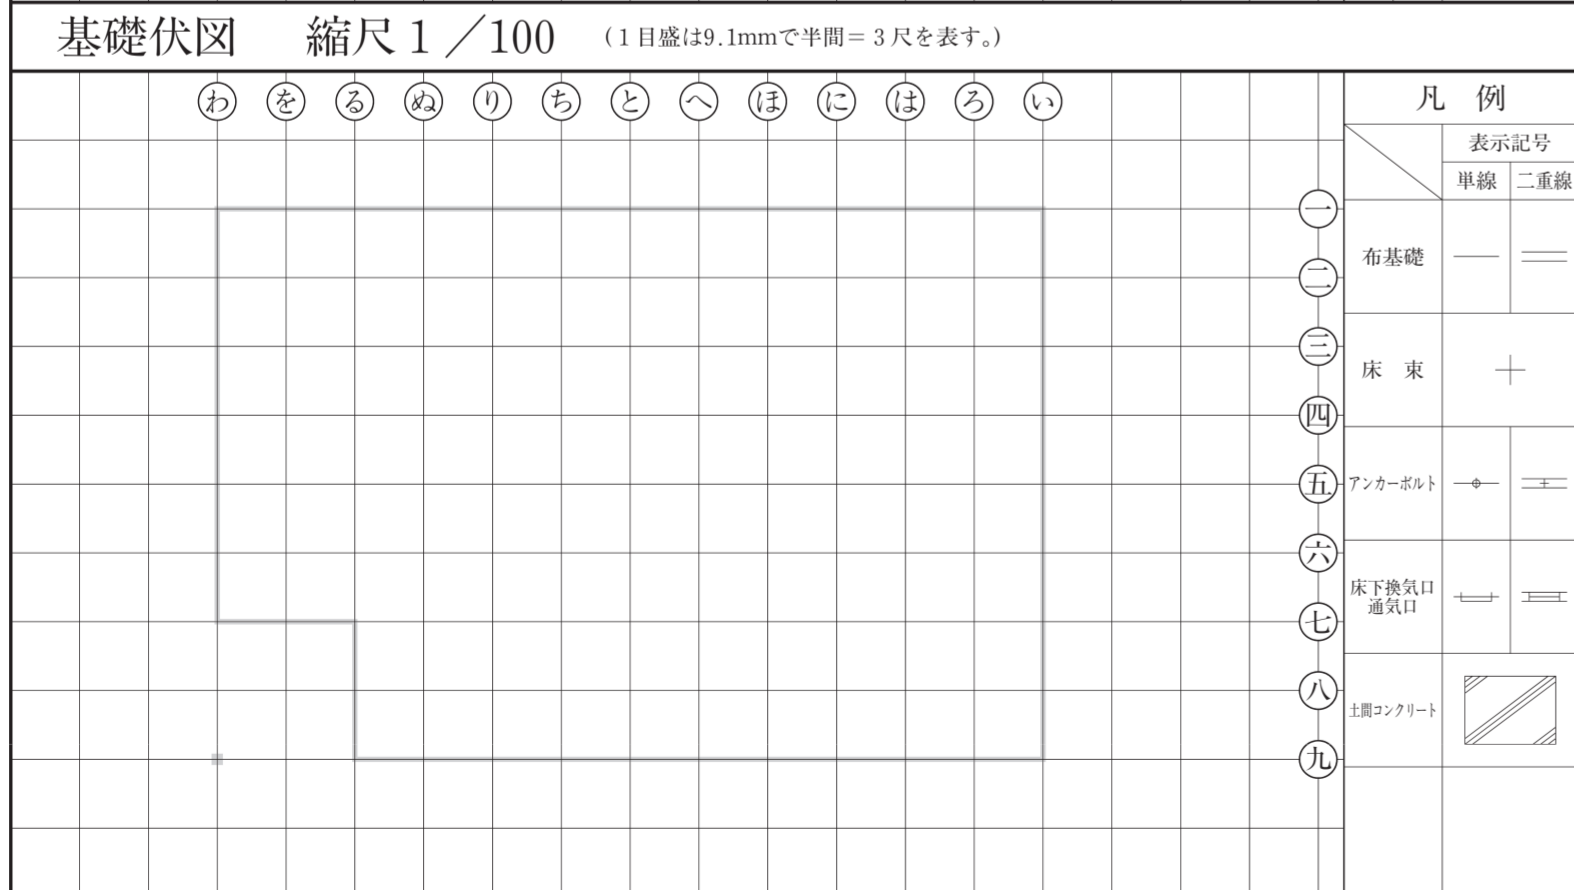 基礎伏図 縮尺1／100 （1目盛は9.1mmで半間＝3尺を表す。）
わ を る ぬ り ち と へ ほ に は ろ い
一
二
三
四
五
六
七
八
九
凡 例
表示記号
単線 二重線
布基礎
床 束
アンカーボルト
床下換気口
通気口
土間コンクリート